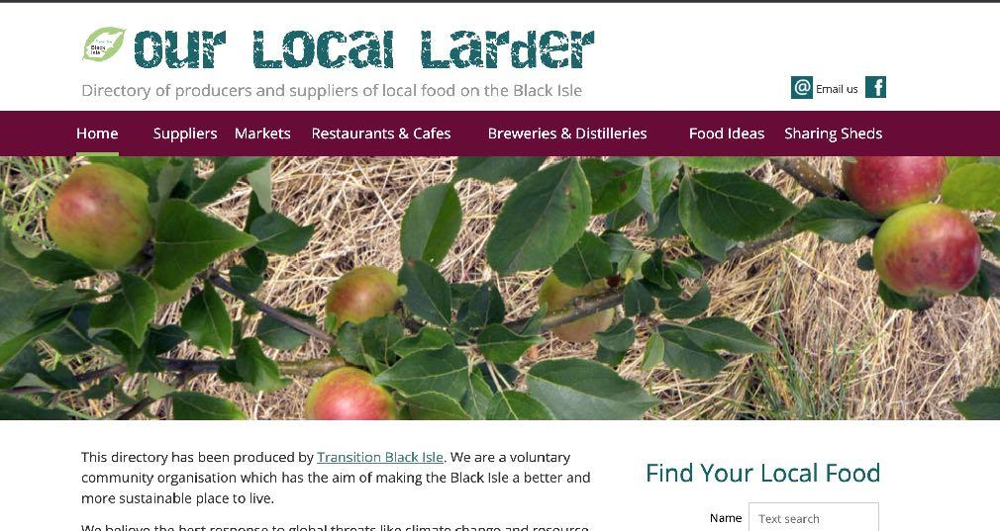 Black Isle
our Local Larder
Directory of producers and suppliers of local food on the Black Isle
@ Email us f
Home Suppliers Markets Restaurants & Cafes Breweries & Distilleries Food Ideas Sharing Sheds
This directory has been produced by Transition Black Isle. We are a voluntary
community organisation which has the aim of making the Black Isle a better and
more sustainable place to live.
We believe the best response to global threats like climate change and resource
Find Your Local Food
Name Text search